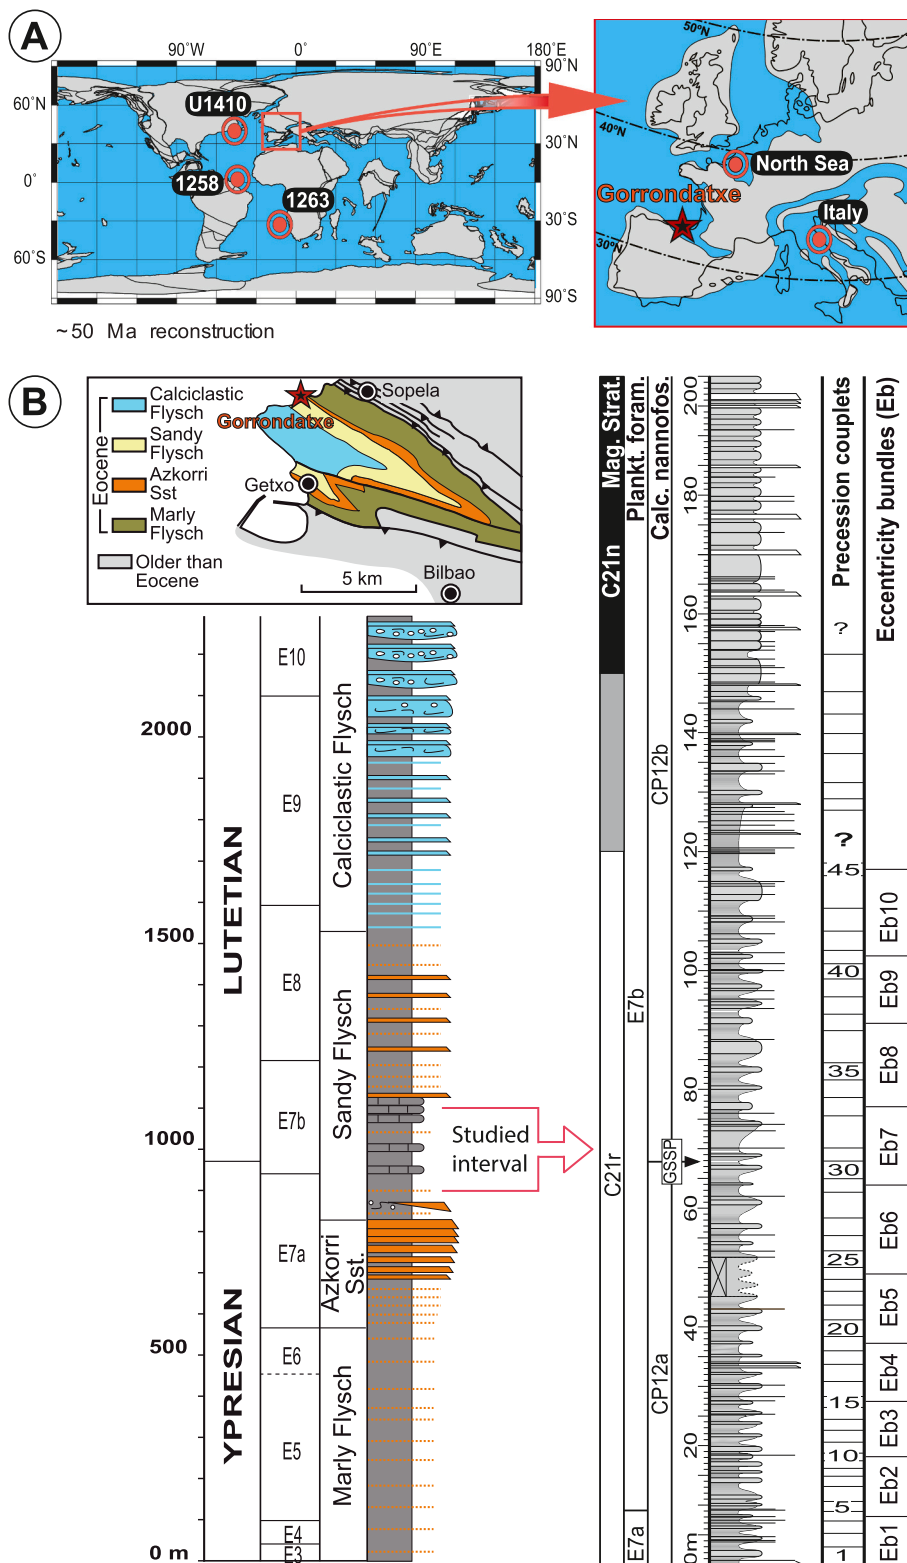 A
90°W
0°
90°E
180°E
90°N
60°N
30°N
0°
30°S
60°S
90°S
U1410
1258
1263
~50 Ma reconstruction
50°N
40°N
30°N
North Sea
Gorrondatxe
Italy
B
Eocene
Calciclastic
Flysch
Sandy
Flysch
Azkorri
Sst
Marly
Flysch
Older than
Eocene
Gorrondatxe
Sopela
Getxo
Bilbao
5 km
2000
1500
1000
500
0 m
LUTETIAN
YPRESIAN
E10
E9
E8
E7b
E7a
E6
E5
E4
E3
Calciclastic Flysch
Sandy Flysch
Azkorri
Sst.
Marly Flysch
Studied
interval
Mag. Strat.
Plankt. foram.
Calc. nannofos.
C21n
C21r
E7b
E7a
CP12b
CP12a
GSSP
200
180
160
140
120
100
80
60
40
20
0m
Precession couplets
?
?
45
40
35
30
25
20
15
10
5
1
Eccentricity bundles (Eb)
Eb10
Eb9
Eb8
Eb7
Eb6
Eb5
Eb4
Eb3
Eb2
Eb1